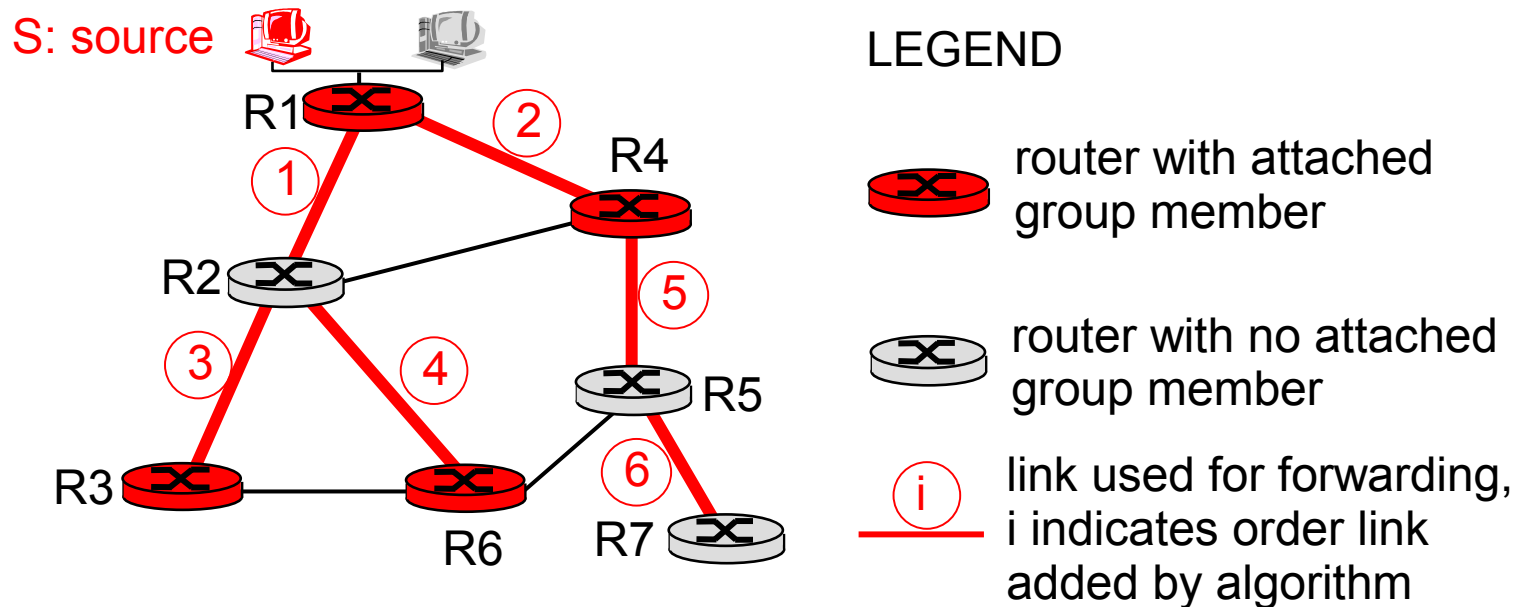 S: source
LEGEND
R1
2
R4
router with attached
group member
1
R2
5
router with no attached
group member
3
4
R5
R3
6
i
link used for forwarding,
i indicates order link
added by algorithm
R6
R7